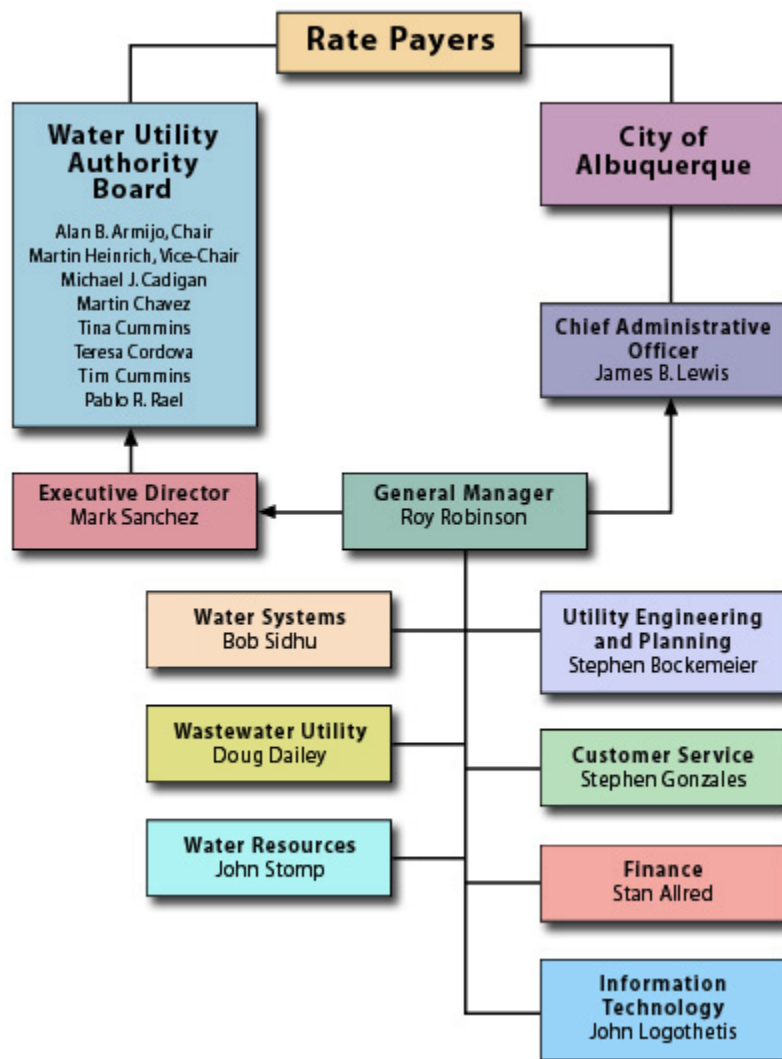 Rate Payers
Water Utility
Authority
Board
Alan B. Armijo, Chair
Martin Heinrich, Vice-Chair
Michael J. Cadigan
Martin Chavez
Tina Cummins
Teresa Cordova
Tim Cummins
Pablo R. Rael
City of
Albuquerque
Chief Administrative
Officer
James B. Lewis
Executive Director
Mark Sanchez
General Manager
Roy Robinson
Water Systems
Bob Sidhu
Utility Engineering
and Planning
Stephen Bockemeier
Wastewater Utility
Doug Dailey
Customer Service
Stephen Gonzales
Water Resources
John Stomp
Finance
Stan Allred
Information
Technology
John Logothetis